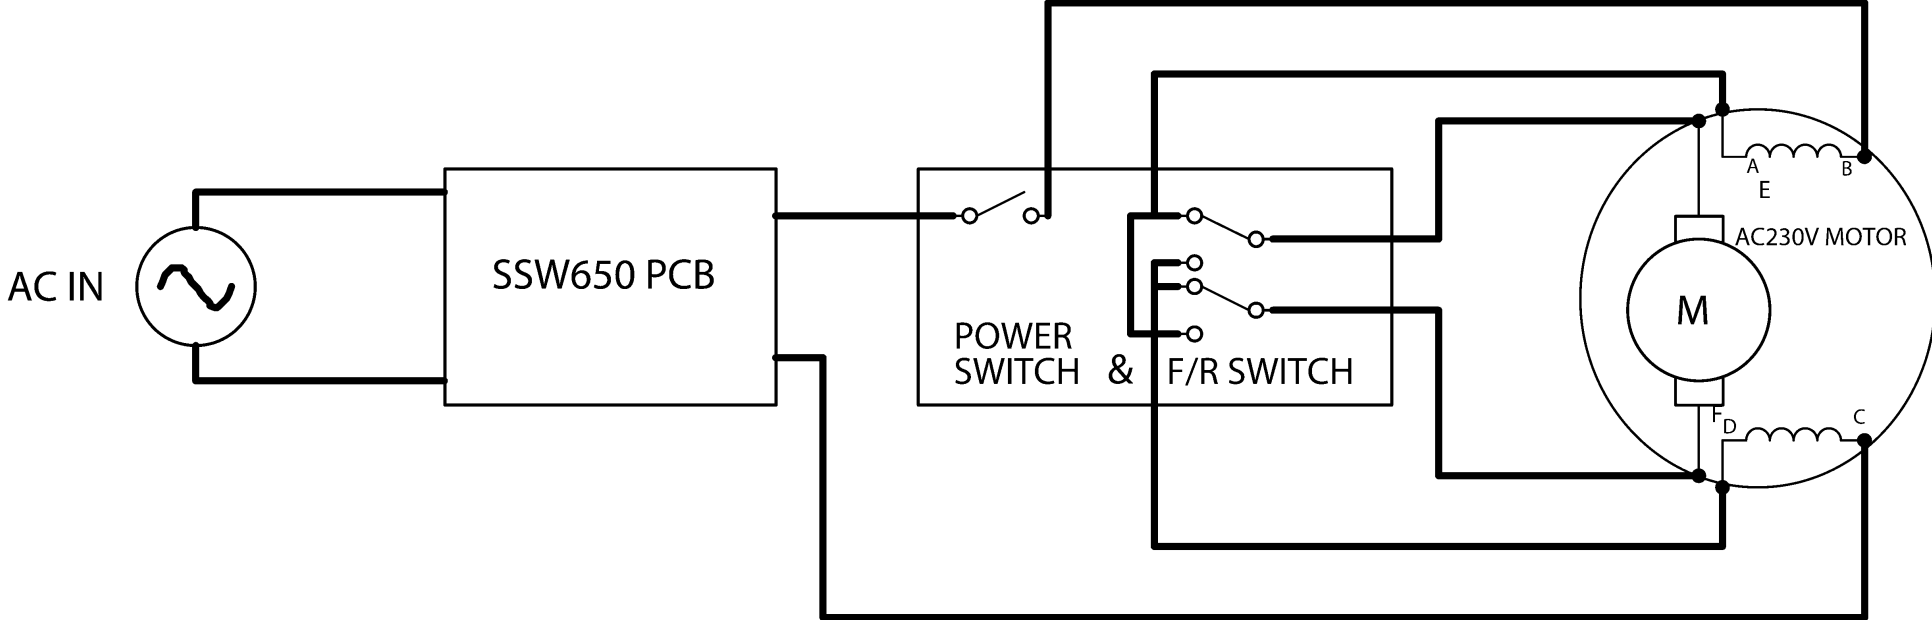 AC IN
SSW650 PCB
POWER
SWITCH & F/R SWITCH
A
B
E
AC230V MOTOR
M
F
D
C